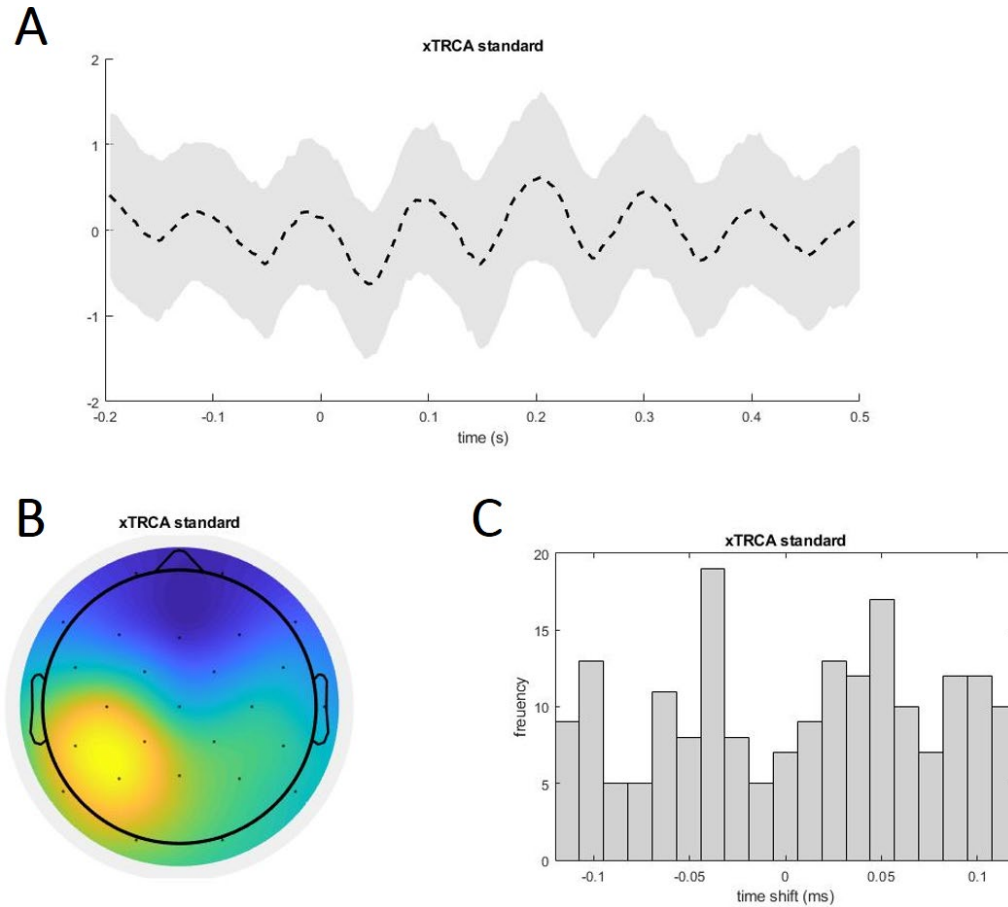 A
xTRCA standard
2
1
0
-1
-2
-0.2 -0.1 0 0.1 0.2 0.3 0.4 0.5
time (s)
B
xTRCA standard
C
xTRCA standard
20
15
10
5
0
freuency
-0.1 -0.05 0 0.05 0.1
time shift (ms)